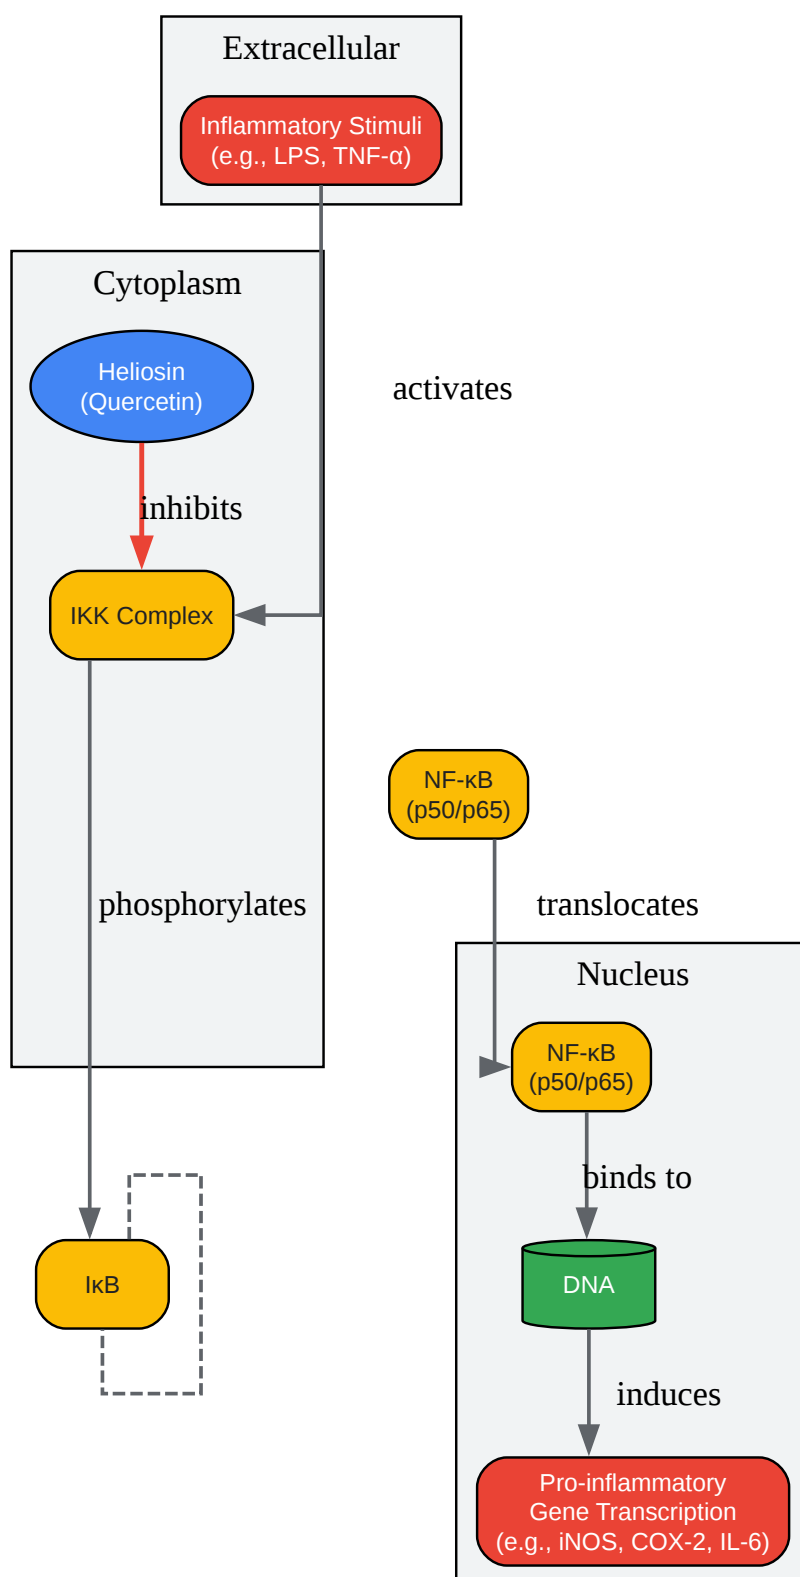 Extracellular
Inflammatory Stimuli
(e.g., LPS, TNF-α)
Cytoplasm
Heliosin
(Quercetin)
activates
inhibits
IKK Complex
NF-κB
(p50/p65)
phosphorylates
translocates
Nucleus
NF-κB
(p50/p65)
binds to
IκB
DNA
induces
Pro-inflammatory
Gene Transcription
(e.g., iNOS, COX-2, IL-6)